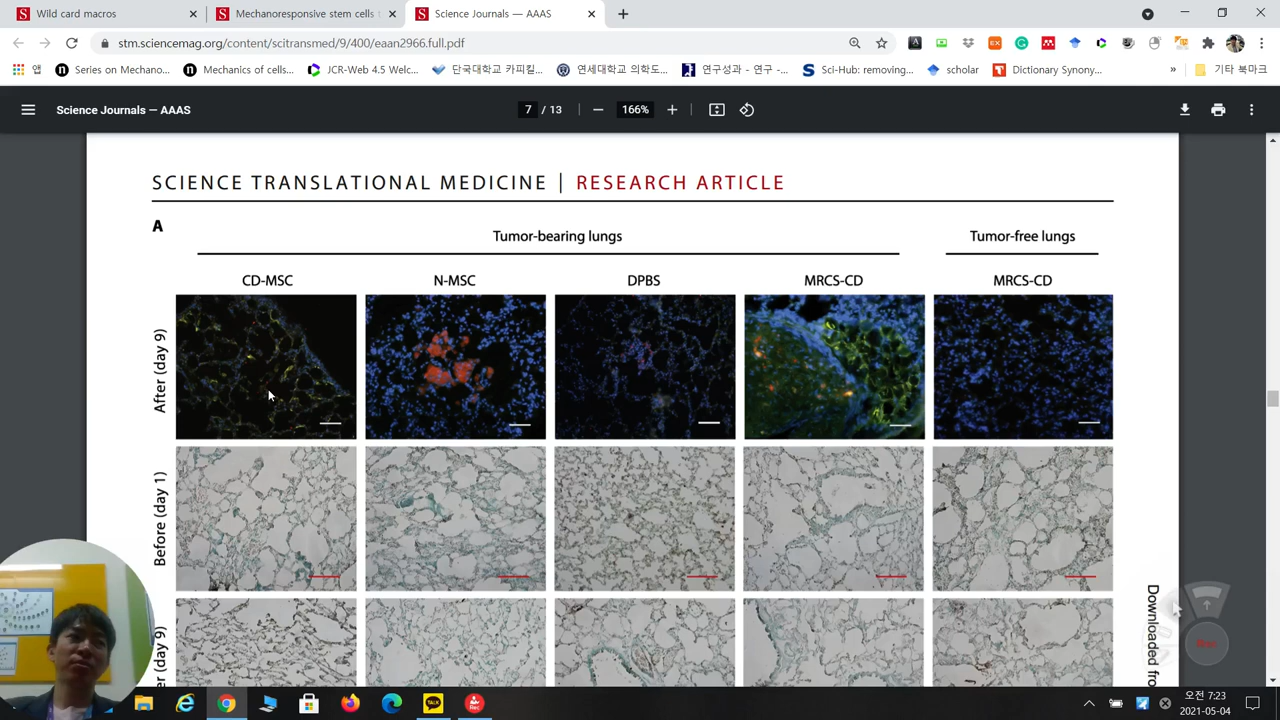 Wild card macros
Mechanoresponsive stem cells t
Science Journals — AAAS
stm.sciencemag.org/content/scitransmed/9/400/eaan2966.full.pdf
앱
Series on Mechano...
Mechanics of cells...
JCR-Web 4.5 Welc...
단국대학교 카피킬...
연세대학교 의학도...
연구성과 - 연구 -...
Sci-Hub: removing...
scholar
Dictionary Synony...
»
기타 북마크
Science Journals — AAAS
7 / 13
166%
SCIENCE TRANSLATIONAL MEDICINE | RESEARCH ARTICLE
A
Tumor-bearing lungs
Tumor-free lungs
CD-MSC
N-MSC
DPBS
MRCS-CD
MRCS-CD
After (day 9)
Before (day 1)
er (day 9)
Downloaded fro
TALK
오전 7:23
2021-05-04